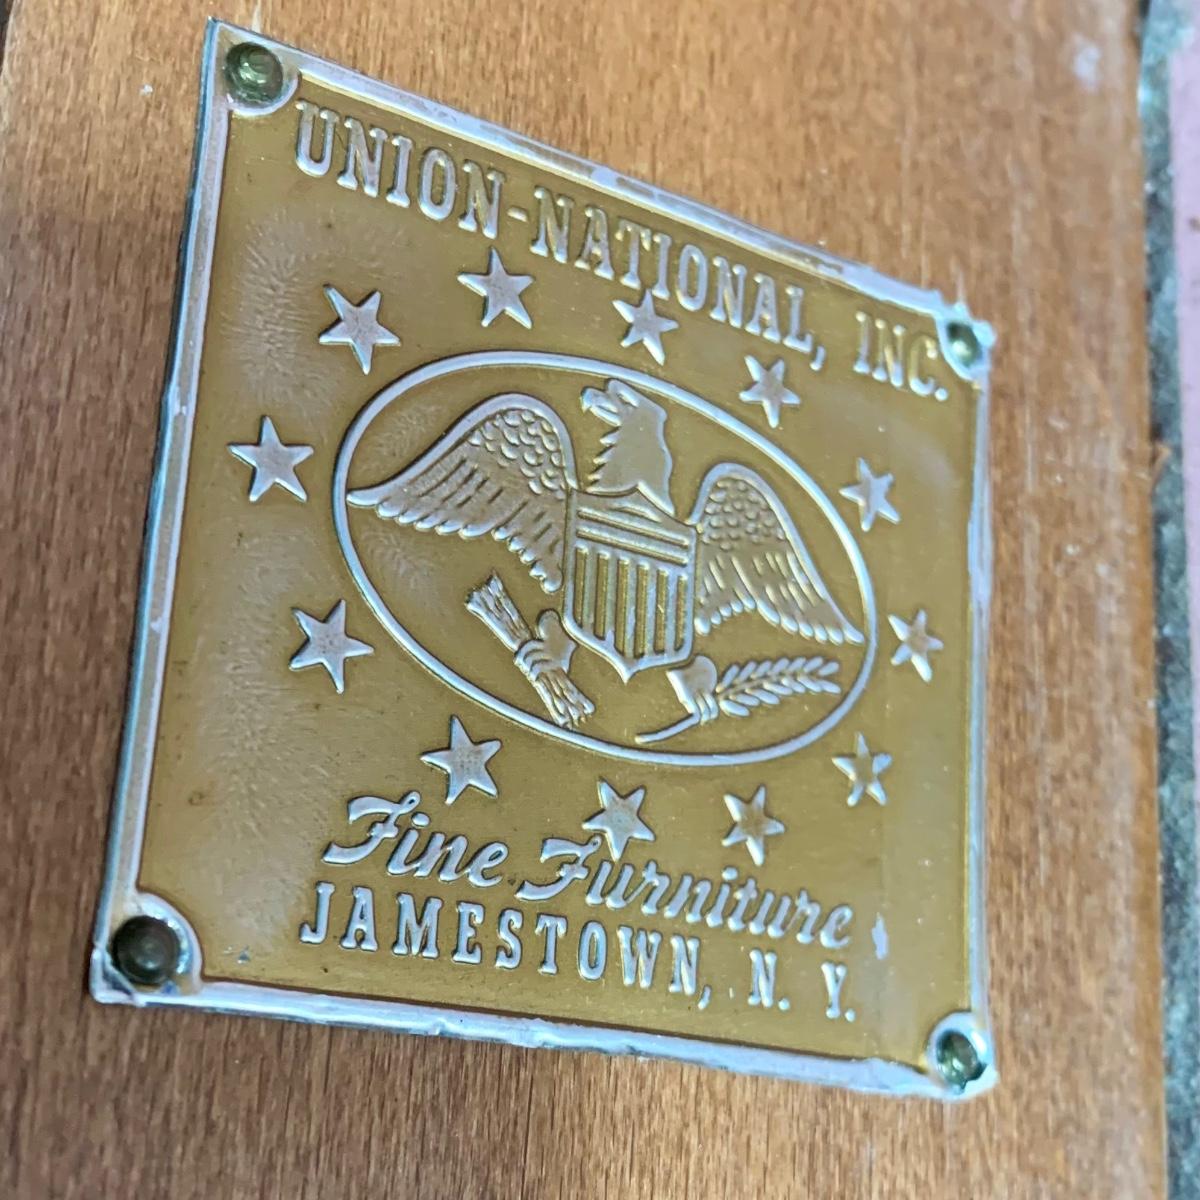 UNION-NATIONAL, INC.
Fine Furniture
JAMESTOWN, N. Y.